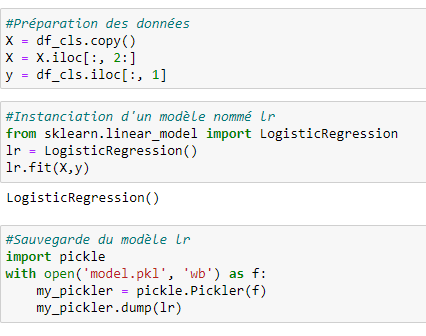 #Préparation des données
X = df_cls.copy()
X = X.iloc[:, 2:]
y = df_cls.iloc[:, 1]
#Instanciation d'un modèle nommé lr
from sklearn.linear_model import LogisticRegression
lr = LogisticRegression()
lr.fit(X,y)
LogisticRegression()
#Sauvegarde du modèle lr
import pickle
with open('model.pkl', 'wb') as f:
    my_pickler = pickle.Pickler(f)
    my_pickler.dump(lr)